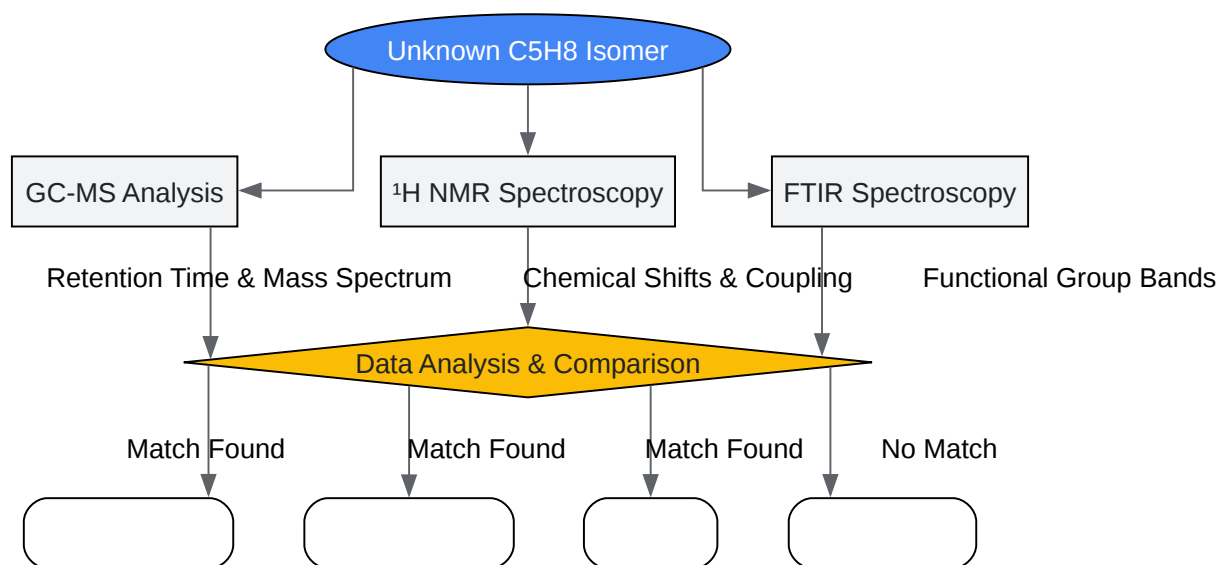 Unknown C5H8 Isomer
GC-MS Analysis
¹H NMR Spectroscopy
FTIR Spectroscopy
Retention Time & Mass Spectrum
Chemical Shifts & Coupling
Functional Group Bands
Data Analysis & Comparison
Match Found
Match Found
Match Found
No Match